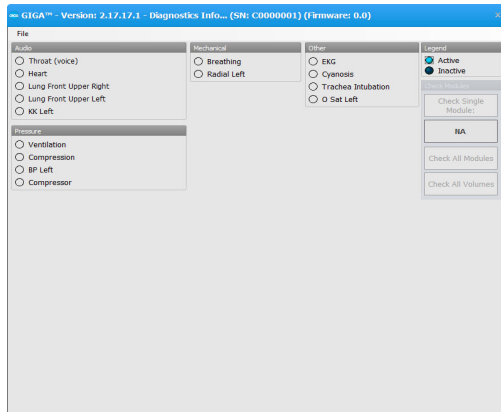 GIGA™ - Version: 2.17.17.1 - Diagnostics Info... (SN: C0000001) (Firmware: 0.0)
File
Audio
Throat (voice)
Heart
Lung Front Upper Right
Lung Front Upper Left
KK Left
Pressure
Ventilation
Compression
BP Left
Compressor
Mechanical
Breathing
Radial Left
Other
EKG
Cyanosis
Trachea Intubation
O Sat Left
Legend
Active
Inactive
Check Modules
Check Single
Module:
NA
Check All Modules
Check All Volumes